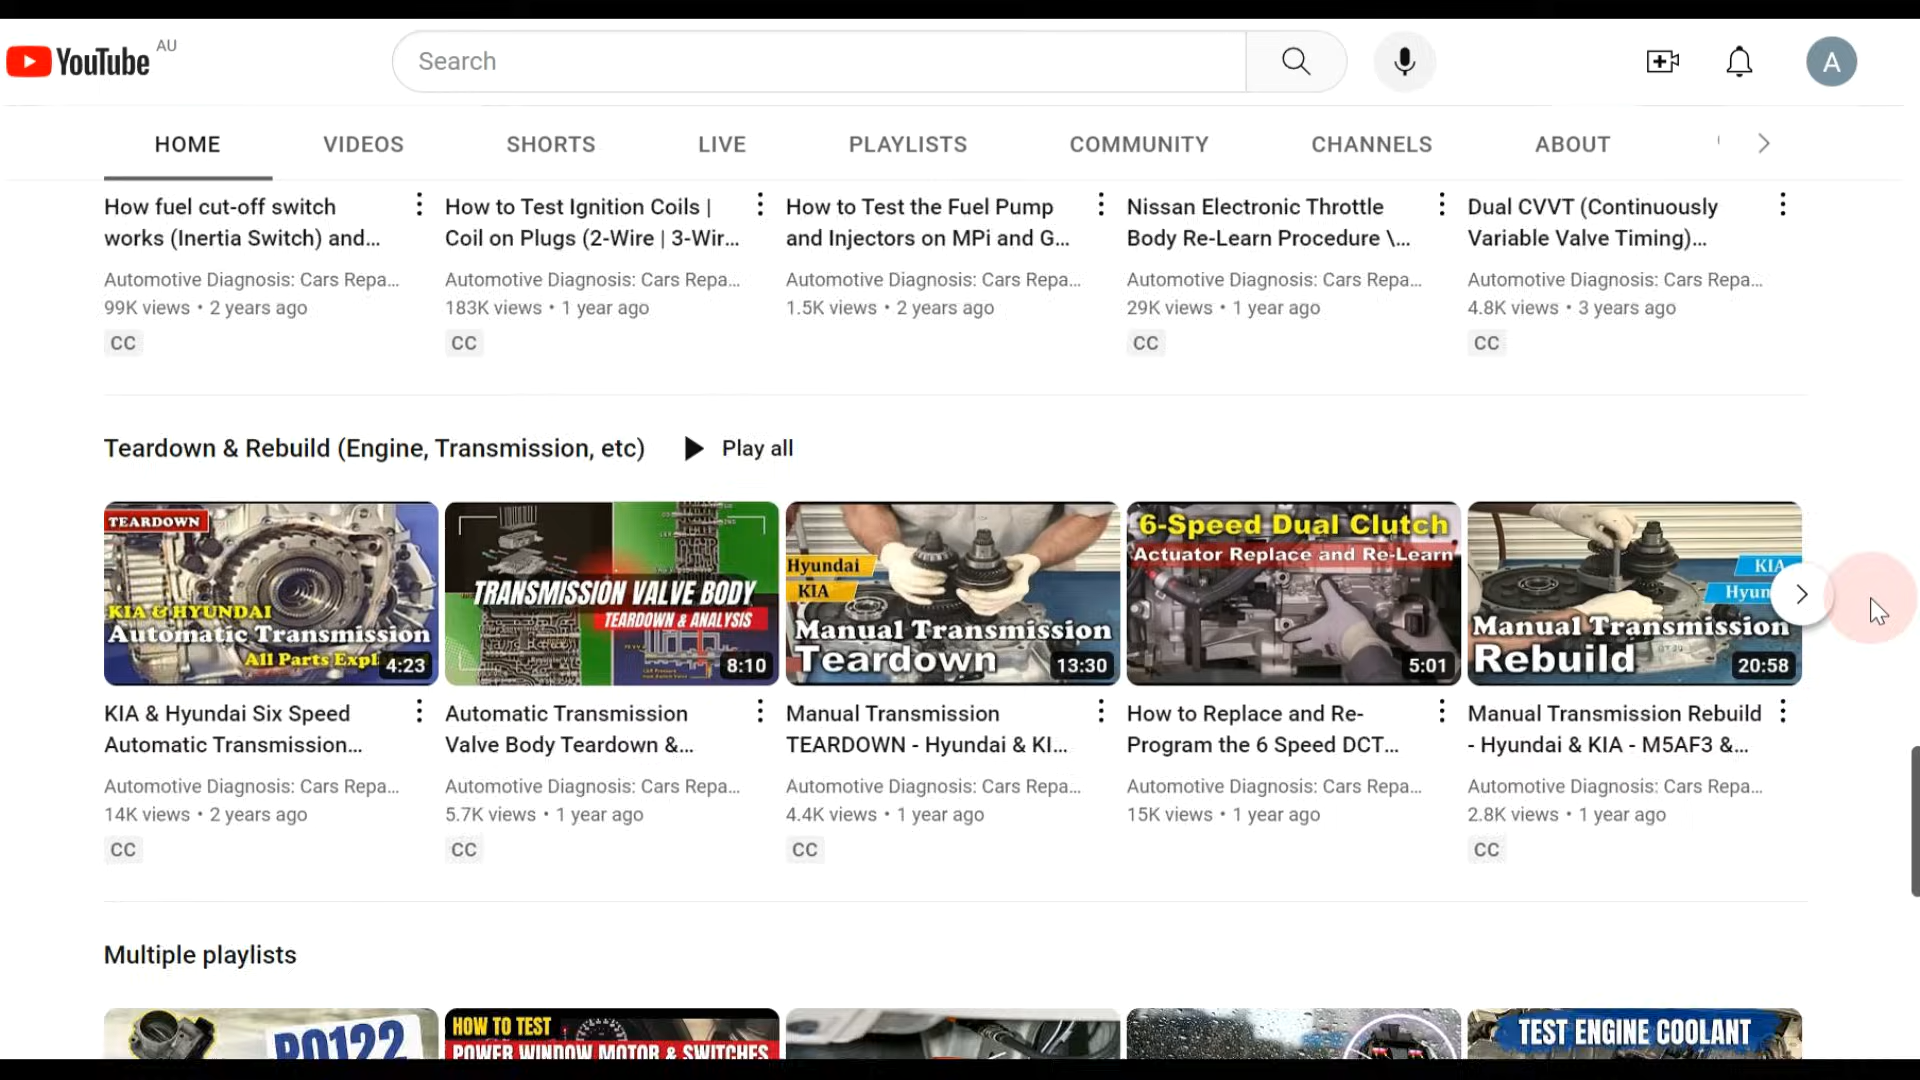 YouTube AU
Search
A
HOME VIDEOS SHORTS LIVE PLAYLISTS COMMUNITY CHANNELS ABOUT
How fuel cut-off switch
works (Inertia Switch) and...
Automotive Diagnosis: Cars Repa...
99K views • 2 years ago
CC
How to Test Ignition Coils |
Coil on Plugs (2-Wire | 3-Wir...
Automotive Diagnosis: Cars Repa...
183K views • 1 year ago
CC
How to Test the Fuel Pump
and Injectors on MPi and G...
Automotive Diagnosis: Cars Repa...
1.5K views • 2 years ago
Nissan Electronic Throttle
Body Re-Learn Procedure \...
Automotive Diagnosis: Cars Repa...
29K views • 1 year ago
CC
Dual CVVT (Continuously
Variable Valve Timing)...
Automotive Diagnosis: Cars Repa...
4.8K views • 3 years ago
CC
Teardown & Rebuild (Engine, Transmission, etc) Play all
TEARDOWN
KIA & HYUNDAI
Automatic Transmission
All Parts Expl
4:23
KIA & Hyundai Six Speed
Automatic Transmission...
Automotive Diagnosis: Cars Repa...
14K views • 2 years ago
CC
TRANSMISSION VALVE BODY
TEARDOWN & ANALYSIS
8:10
Automatic Transmission
Valve Body Teardown &...
Automotive Diagnosis: Cars Repa...
5.7K views • 1 year ago
CC
Hyundai
KIA
Manual Transmission
Teardown
13:30
Manual Transmission
TEARDOWN - Hyundai & KI...
Automotive Diagnosis: Cars Repa...
4.4K views • 1 year ago
CC
6-Speed Dual Clutch
Actuator Replace and Re-Learn
5:01
How to Replace and Re-
Program the 6 Speed DCT...
Automotive Diagnosis: Cars Repa...
15K views • 1 year ago
KIA
Hyun
Manual Transmission
Rebuild
20:58
Manual Transmission Rebuild
- Hyundai & KIA - M5AF3 &...
Automotive Diagnosis: Cars Repa...
2.8K views • 1 year ago
CC
Multiple playlists
P0122
HOW TO TEST
POWER WINDOW MOTOR & SWITCHES
TEST ENGINE COOLANT